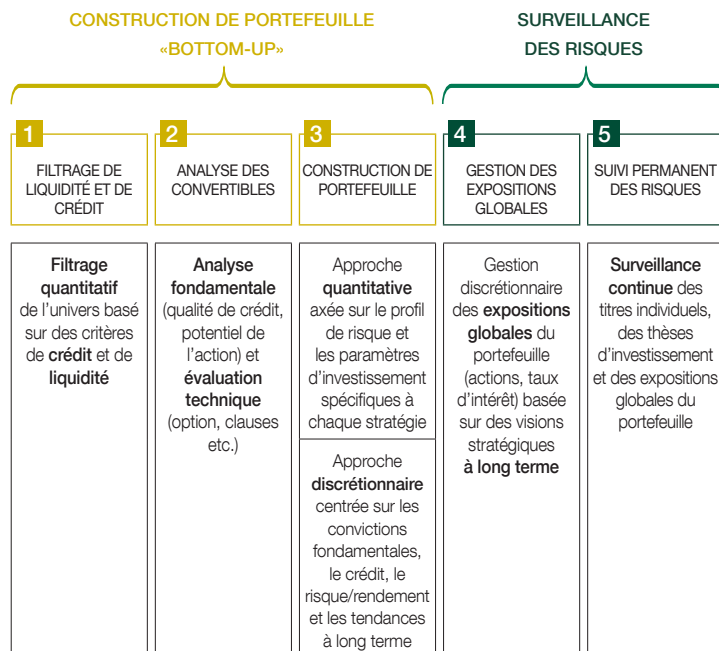 CONSTRUCTION DE PORTEFEUILLE
«BOTTOM-UP»
SURVEILLANCE
DES RISQUES
1
FILTRAGE DE
LIQUIDITÉ ET DE
CRÉDIT
2
ANALYSE DES
CONVERTIBLES
3
CONSTRUCTION DE
PORTEFEUILLE
4
GESTION DES
EXPOSITIONS
GLOBALES
5
SUIVI PERMANENT
DES RISQUES
Filtrage
quantitatif
de l’univers basé
sur des critères
de crédit et de
liquidité
Analyse
fondamentale
(qualité de crédit,
potentiel de
l’action) et
évaluation
technique
(option, clauses
etc.)
Approche
quantitative
axée sur le profil
de risque et
les paramètres
d’investissement
spécifiques à
chaque stratégie
Approche
discrétionnaire
centrée sur les
convictions
fondamentales,
le crédit, le
risque/rendement
et les tendances
à long terme
Gestion
discrétionnaire
des expositions
globales du
portefeuille
(actions, taux
d’intérêt) basée
sur des visions
stratégiques
à long terme
Surveillance
continue des
titres individuels,
des thèses
d’investissement
et des expositions
globales du
portefeuille